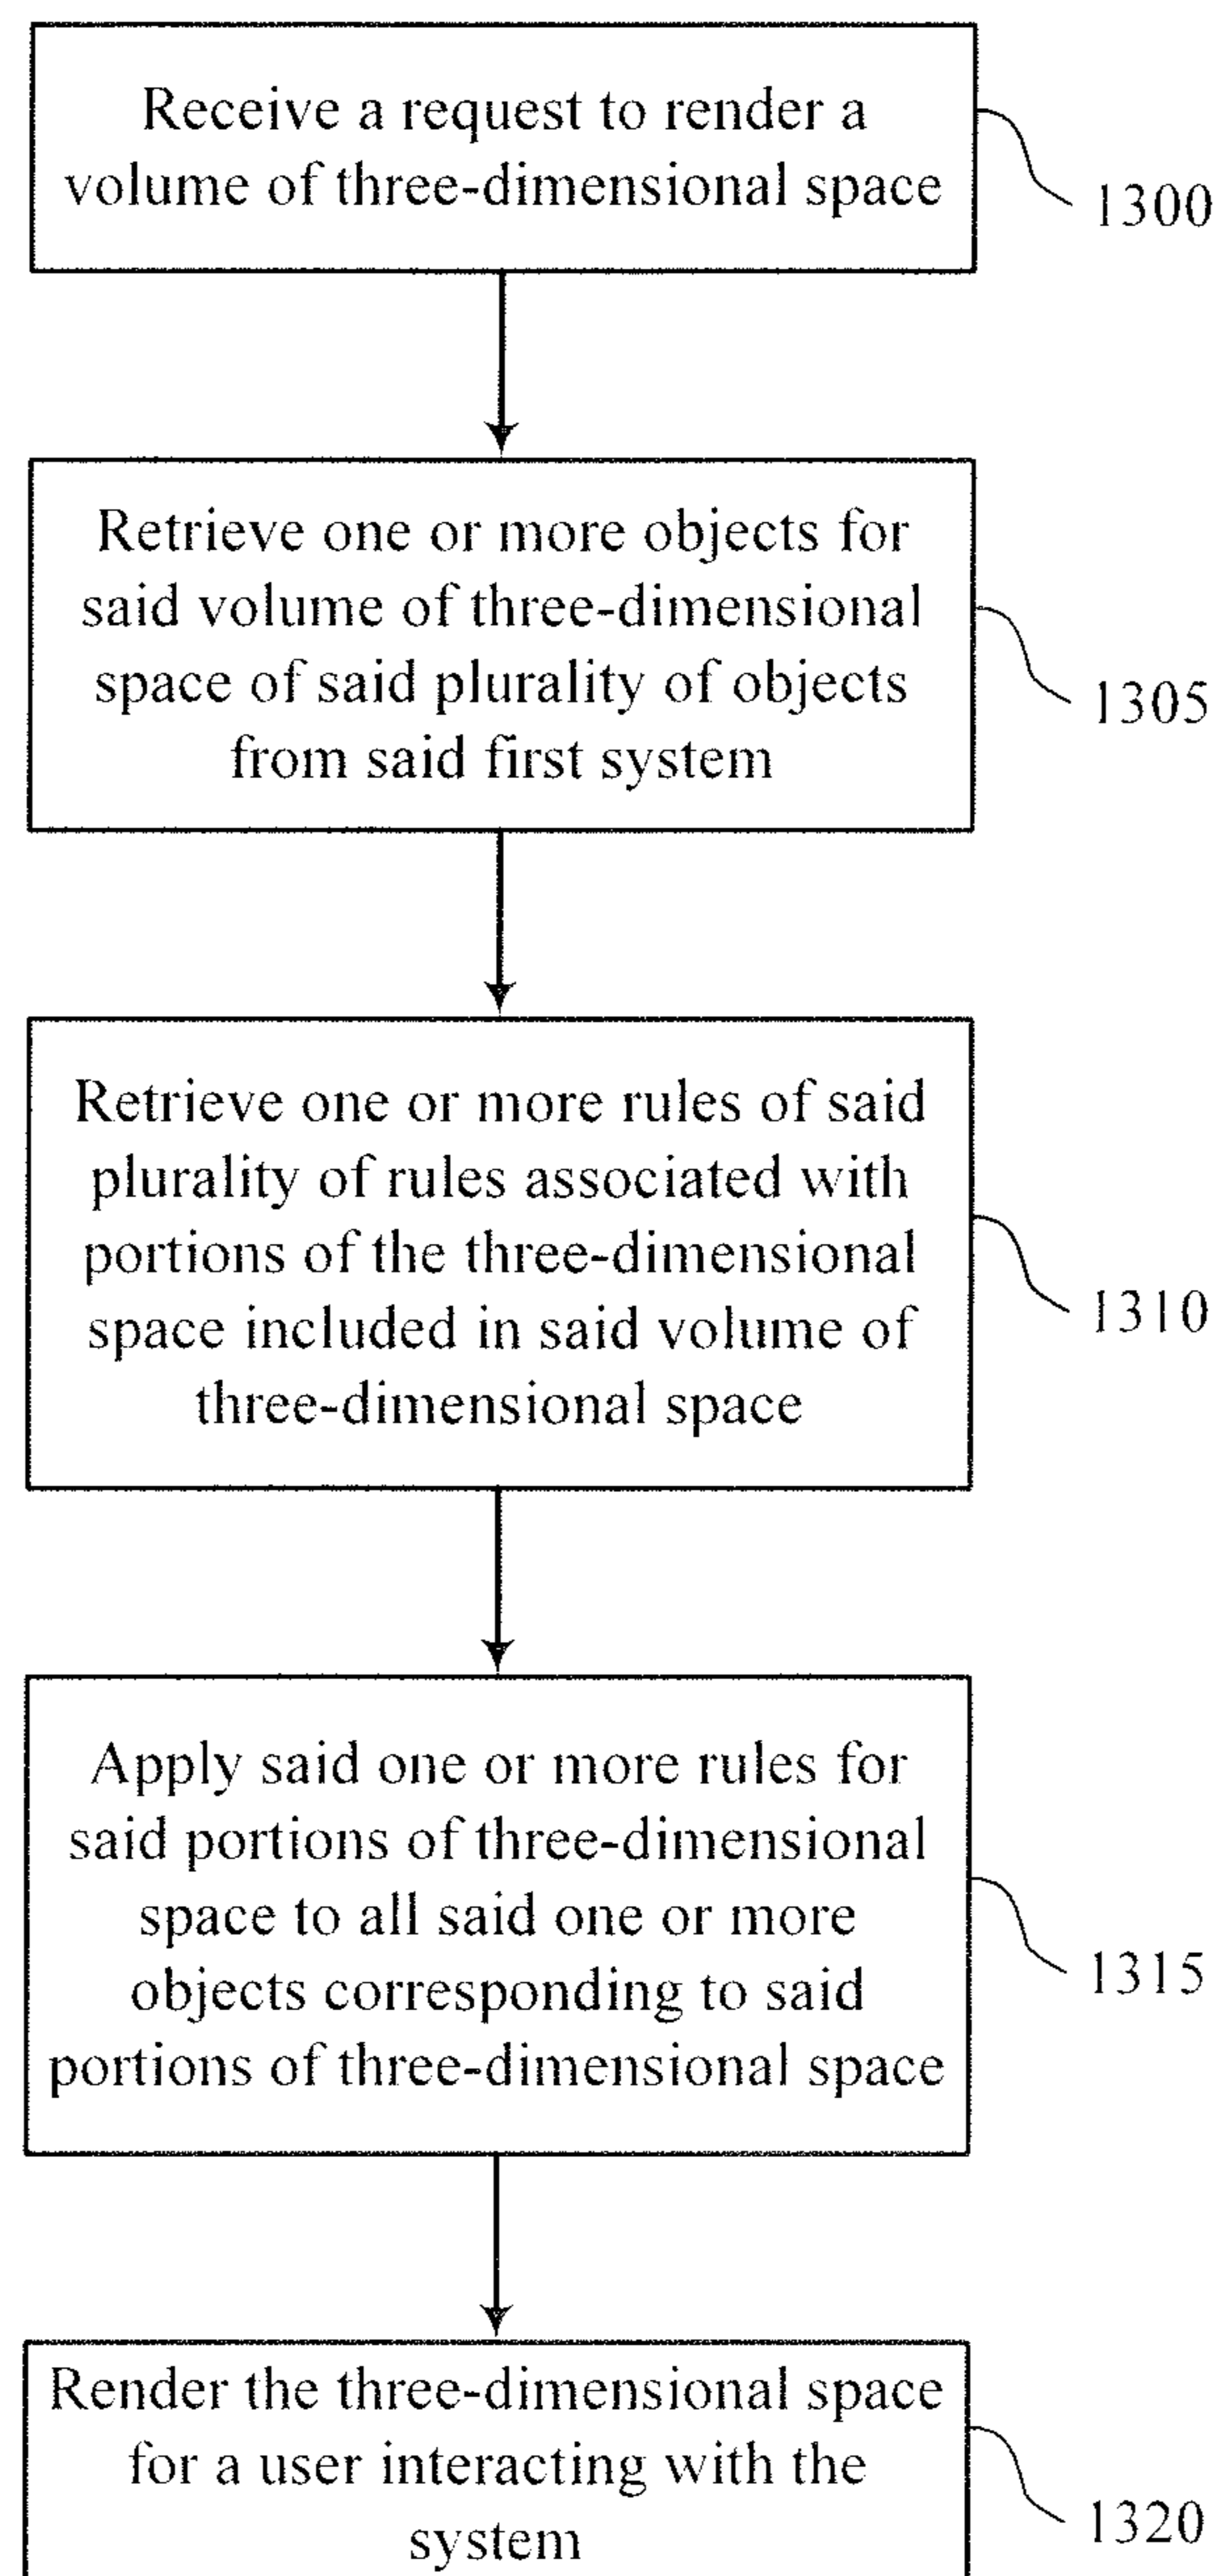 Receive a request to render a
volume of three-dimensional space
1300
Retrieve one or more objects for
said volume of three-dimensional
space of said plurality of objects
from said first system
1305
Retrieve one or more rules of said
plurality of rules associated with
portions of the three-dimensional
space included in said volume of
three-dimensional space
1310
Apply said one or more rules for
said portions of three-dimensional
space to all said one or more
objects corresponding to said
portions of three-dimensional space
1315
Render the three-dimensional space
for a user interacting with the
system
1320